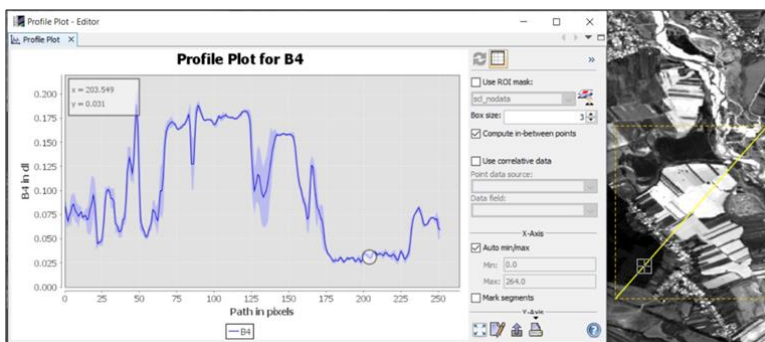 Profile Plot - Editor
Profile Plot
Profile Plot for B4
x = 203.549
y = 0.031
0.200
0.175
0.150
0.125
0.100
0.075
0.050
0.025
0.000
B4 in dl
0
25
50
75
100
125
150
175
200
225
250
Path in pixels
B4
Use ROI mask:
sd_nodata
Box size:
3
Compute in-between points
Use correlative data
Point data source:
Data field:
X-Axis
Auto min/max
Min:
0.0
Max:
264.0
Mark segments
Y-Axis